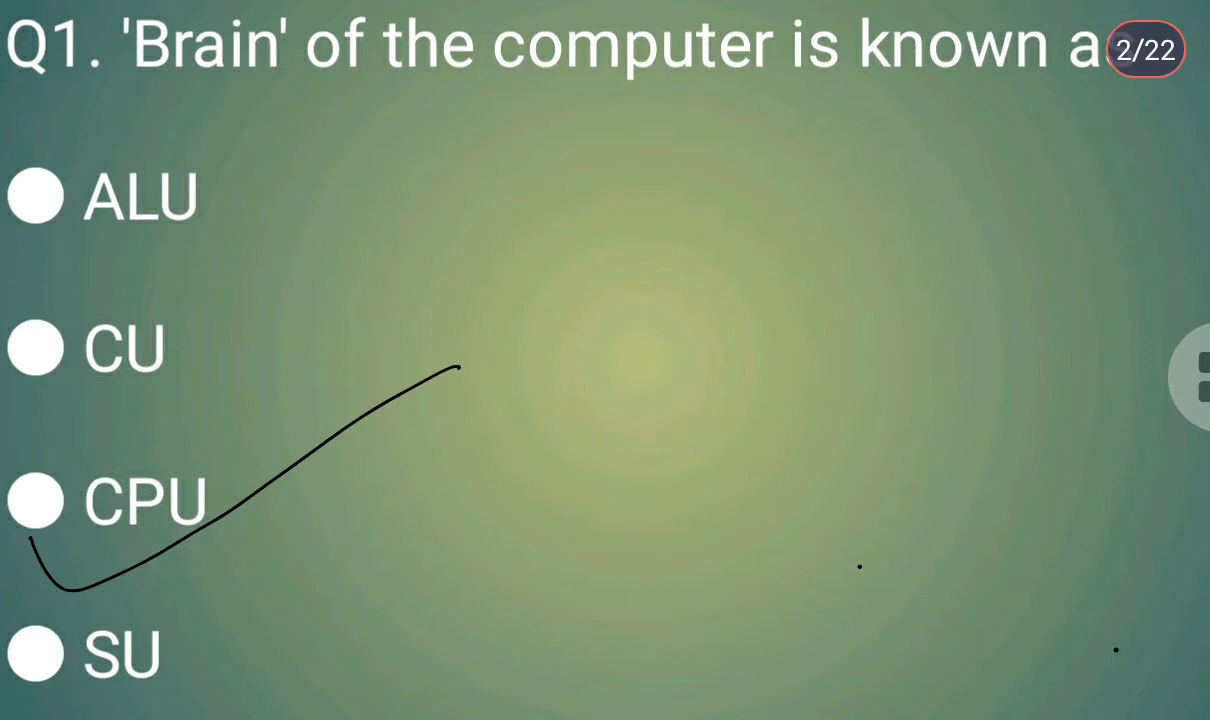 Q1. 'Brain' of the computer is known a
2/22
ALU
CU
CPU
SU